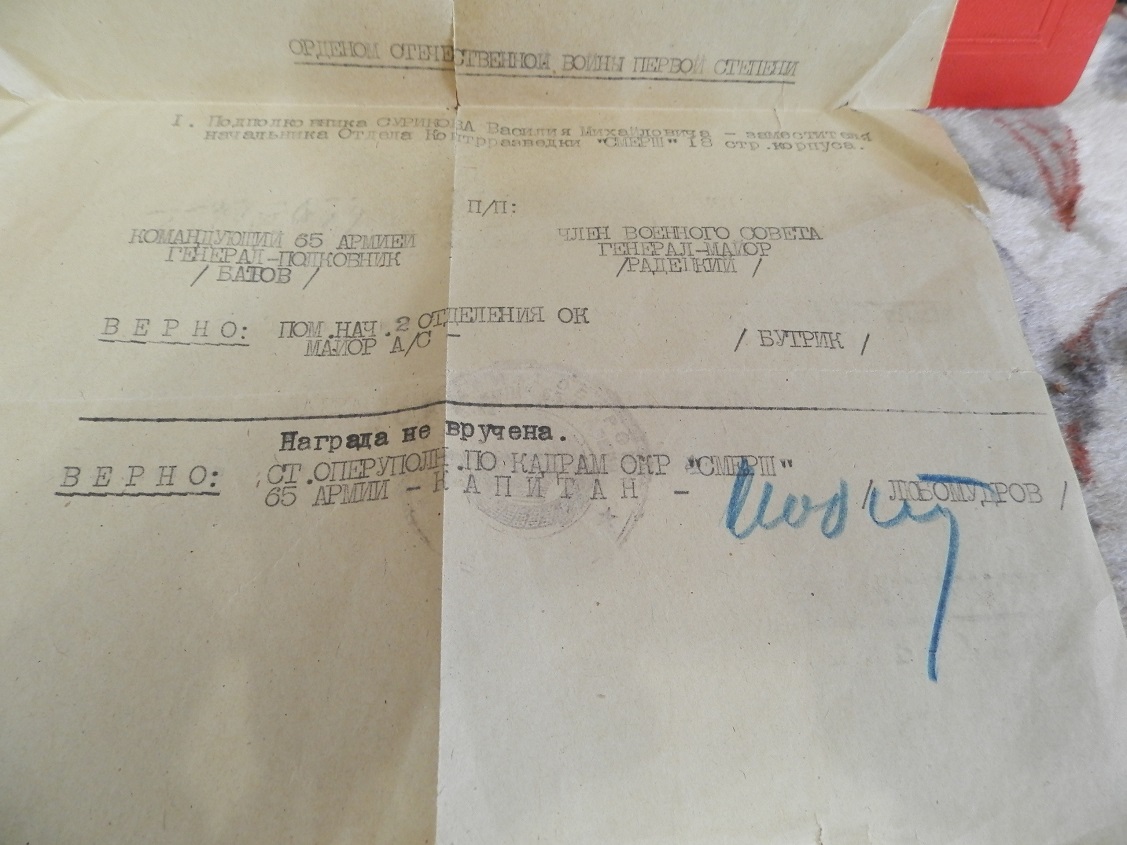 ОРДЕНОМ ОТЕЧЕСТВЕННОЙ ВОЙНЫ ПЕРВОЙ СТЕПЕНИ
I. Подполковника СУРИКОВА Василия Михайловича - заместителя
начальника Отдела Контрразведки "СМЕРШ" 18 стр.корпуса.
П/П:
КОМАНДУЮЩИЙ 65 АРМИЕЙ ЧЛЕН ВОЕННОГО СОВЕТА
ГЕНЕРАЛ-ПОЛКОВНИК ГЕНЕРАЛ-МАЙОР
/ БАТОВ / /РАДЕЦКИЙ /
ВЕРНО: ПОМ.НАЧ.2 ОТДЕЛЕНИЯ ОК
МАЙОР А/С - / БУТРИК /
Награда не вручена.
ВЕРНО: СТ.ОПЕРУПОЛН.ПО КАДРАМ ОКР "СМЕРШ"
65 АРМИИ - КАПИТАН - / ЛЮБОМУДРОВ /